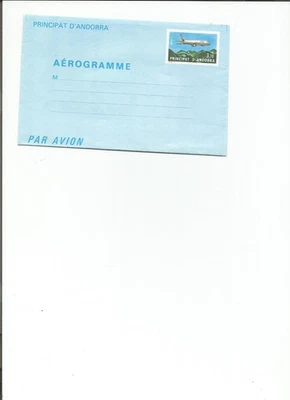 PRINCIPAT D'ANDORRA
AÉROGRAMME
M
PRINCIPAT D'ANDORRA
PAR AVION